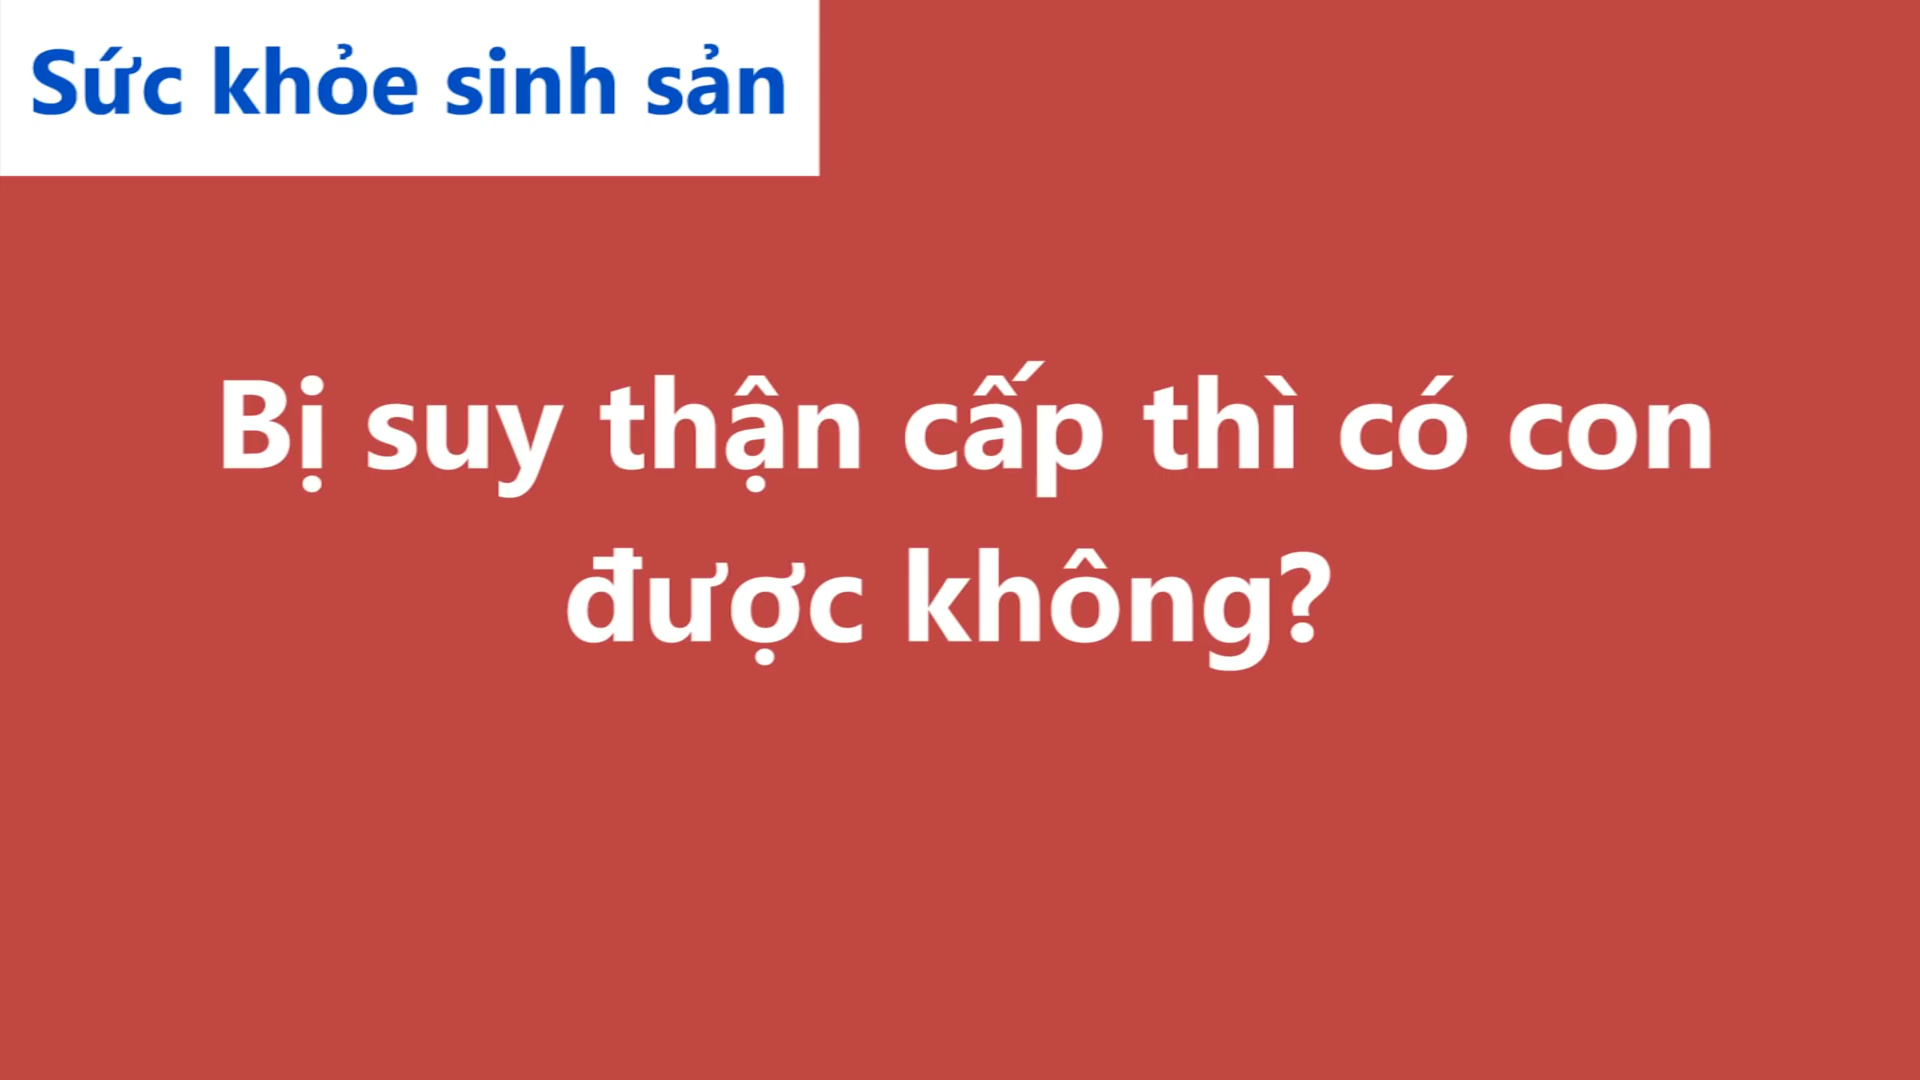 Sức khỏe sinh sản
Bị suy thận cấp thì có con
được không?